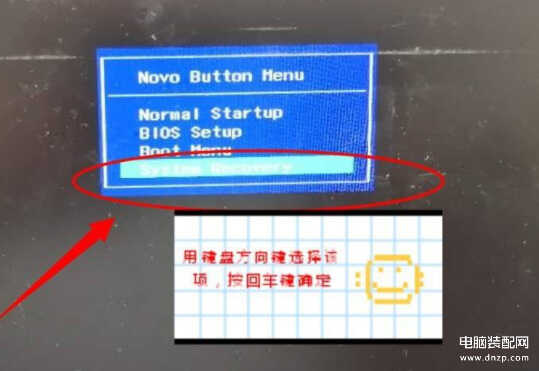 Novo Button Menu
Normal Startup
BIOS Setup
Boot Menu
System Recovery
用键盘方向键选择该
项，按回车键确定
电脑装配网
www.dnzp.com